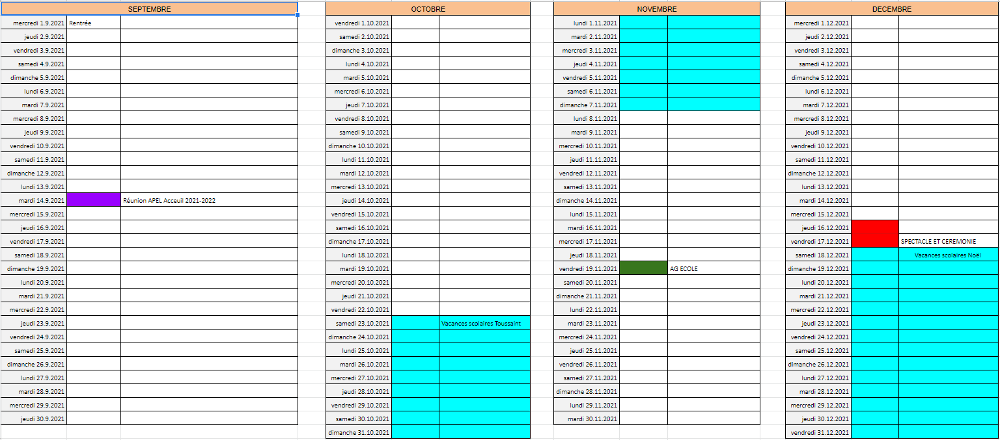 SEPTEMBRE
mercredi 1.9.2021 Rentrée
jeudi 2.9.2021
vendredi 3.9.2021
samedi 4.9.2021
dimanche 5.9.2021
lundi 6.9.2021
mardi 7.9.2021
mercredi 8.9.2021
jeudi 9.9.2021
vendredi 10.9.2021
samedi 11.9.2021
dimanche 12.9.2021
lundi 13.9.2021
mardi 14.9.2021 Réunion APEL Acceuil 2021-2022
mercredi 15.9.2021
jeudi 16.9.2021
vendredi 17.9.2021
samedi 18.9.2021
dimanche 19.9.2021
lundi 20.9.2021
mardi 21.9.2021
mercredi 22.9.2021
jeudi 23.9.2021
vendredi 24.9.2021
samedi 25.9.2021
dimanche 26.9.2021
lundi 27.9.2021
mardi 28.9.2021
mercredi 29.9.2021
jeudi 30.9.2021
OCTOBRE
vendredi 1.10.2021
samedi 2.10.2021
dimanche 3.10.2021
lundi 4.10.2021
mardi 5.10.2021
mercredi 6.10.2021
jeudi 7.10.2021
vendredi 8.10.2021
samedi 9.10.2021
dimanche 10.10.2021
lundi 11.10.2021
mardi 12.10.2021
mercredi 13.10.2021
jeudi 14.10.2021
vendredi 15.10.2021
samedi 16.10.2021
dimanche 17.10.2021
lundi 18.10.2021
mardi 19.10.2021
mercredi 20.10.2021
jeudi 21.10.2021
vendredi 22.10.2021
samedi 23.10.2021 Vacances scolaires Toussaint
dimanche 24.10.2021
lundi 25.10.2021
mardi 26.10.2021
mercredi 27.10.2021
jeudi 28.10.2021
vendredi 29.10.2021
samedi 30.10.2021
dimanche 31.10.2021
NOVEMBRE
lundi 1.11.2021
mardi 2.11.2021
mercredi 3.11.2021
jeudi 4.11.2021
vendredi 5.11.2021
samedi 6.11.2021
dimanche 7.11.2021
lundi 8.11.2021
mardi 9.11.2021
mercredi 10.11.2021
jeudi 11.11.2021
vendredi 12.11.2021
samedi 13.11.2021
dimanche 14.11.2021
lundi 15.11.2021
mardi 16.11.2021
mercredi 17.11.2021
jeudi 18.11.2021
vendredi 19.11.2021 AG ECOLE
samedi 20.11.2021
dimanche 21.11.2021
lundi 22.11.2021
mardi 23.11.2021
mercredi 24.11.2021
jeudi 25.11.2021
vendredi 26.11.2021
samedi 27.11.2021
dimanche 28.11.2021
lundi 29.11.2021
mardi 30.11.2021
DECEMBRE
mercredi 1.12.2021
jeudi 2.12.2021
vendredi 3.12.2021
samedi 4.12.2021
dimanche 5.12.2021
lundi 6.12.2021
mardi 7.12.2021
mercredi 8.12.2021
jeudi 9.12.2021
vendredi 10.12.2021
samedi 11.12.2021
dimanche 12.12.2021
lundi 13.12.2021
mardi 14.12.2021
mercredi 15.12.2021
jeudi 16.12.2021
vendredi 17.12.2021 SPECTACLE ET CEREMONIE
samedi 18.12.2021 Vacances scolaires Noël
dimanche 19.12.2021
lundi 20.12.2021
mardi 21.12.2021
mercredi 22.12.2021
jeudi 23.12.2021
vendredi 24.12.2021
samedi 25.12.2021
dimanche 26.12.2021
lundi 27.12.2021
mardi 28.12.2021
mercredi 29.12.2021
jeudi 30.12.2021
vendredi 31.12.2021